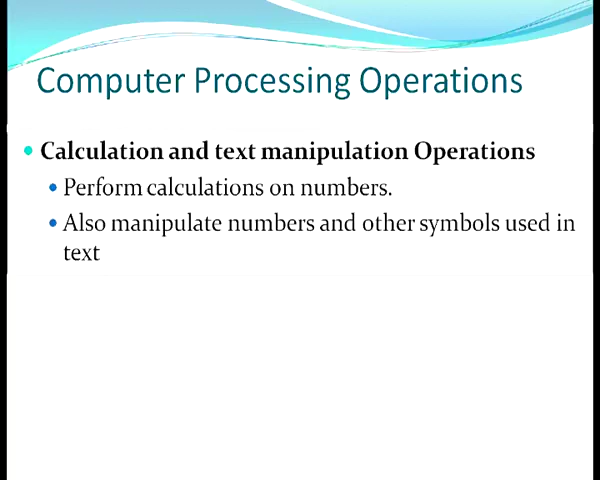 Computer Processing Operations
Calculation and text manipulation Operations
Perform calculations on numbers.
Also manipulate numbers and other symbols used in
text